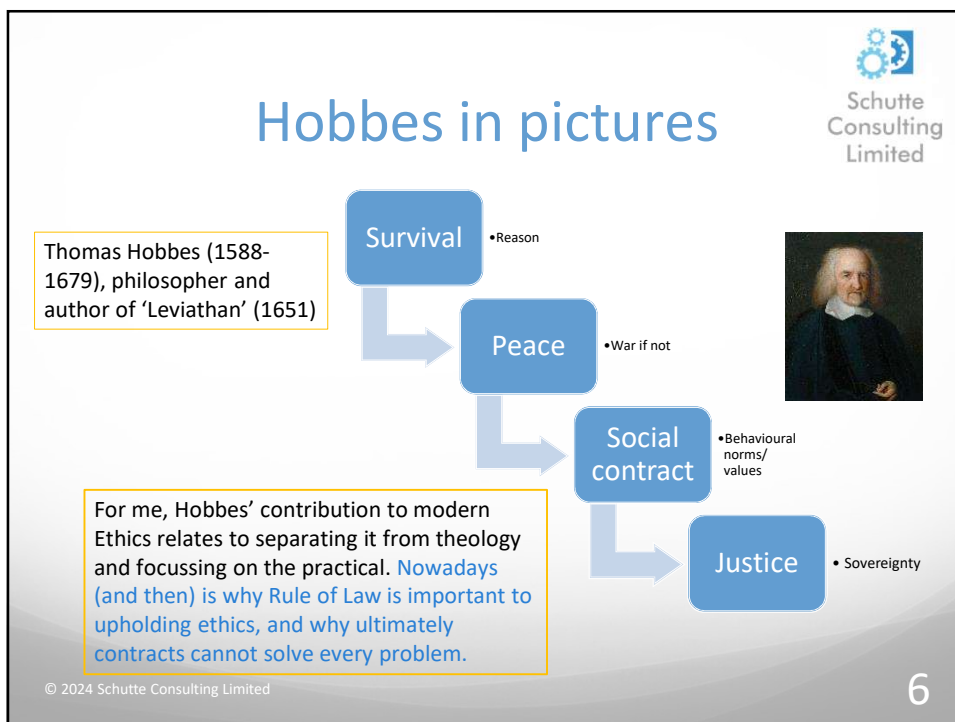 Schutte
Consulting
Limited
Hobbes in pictures
Thomas Hobbes (1588-
1679), philosopher and
author of ‘Leviathan’ (1651)
Survival
•Reason
Peace
•War if not
Social
contract
•Behavioural
norms/
values
Justice
• Sovereignty
For me, Hobbes’ contribution to modern
Ethics relates to separating it from theology
and focussing on the practical. Nowadays
(and then) is why Rule of Law is important to
upholding ethics, and why ultimately
contracts cannot solve every problem.
© 2024 Schutte Consulting Limited
6